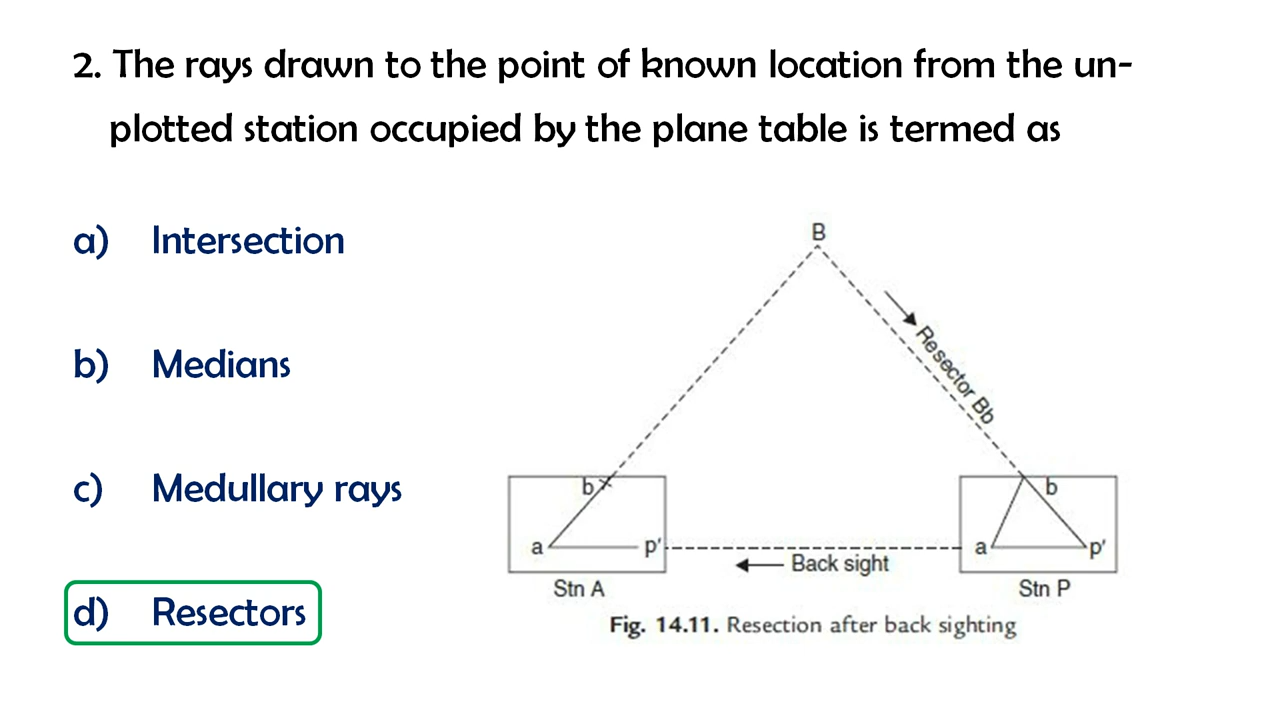 2. The rays drawn to the point of known location from the un-
plotted station occupied by the plane table is termed as
a) Intersection
b) Medians
c) Medullary rays
d) Resectors
B
Resector Bb
b
a
p'
b
a
p'
Back sight
Stn A
Stn P
Fig. 14.11. Resection after back sighting